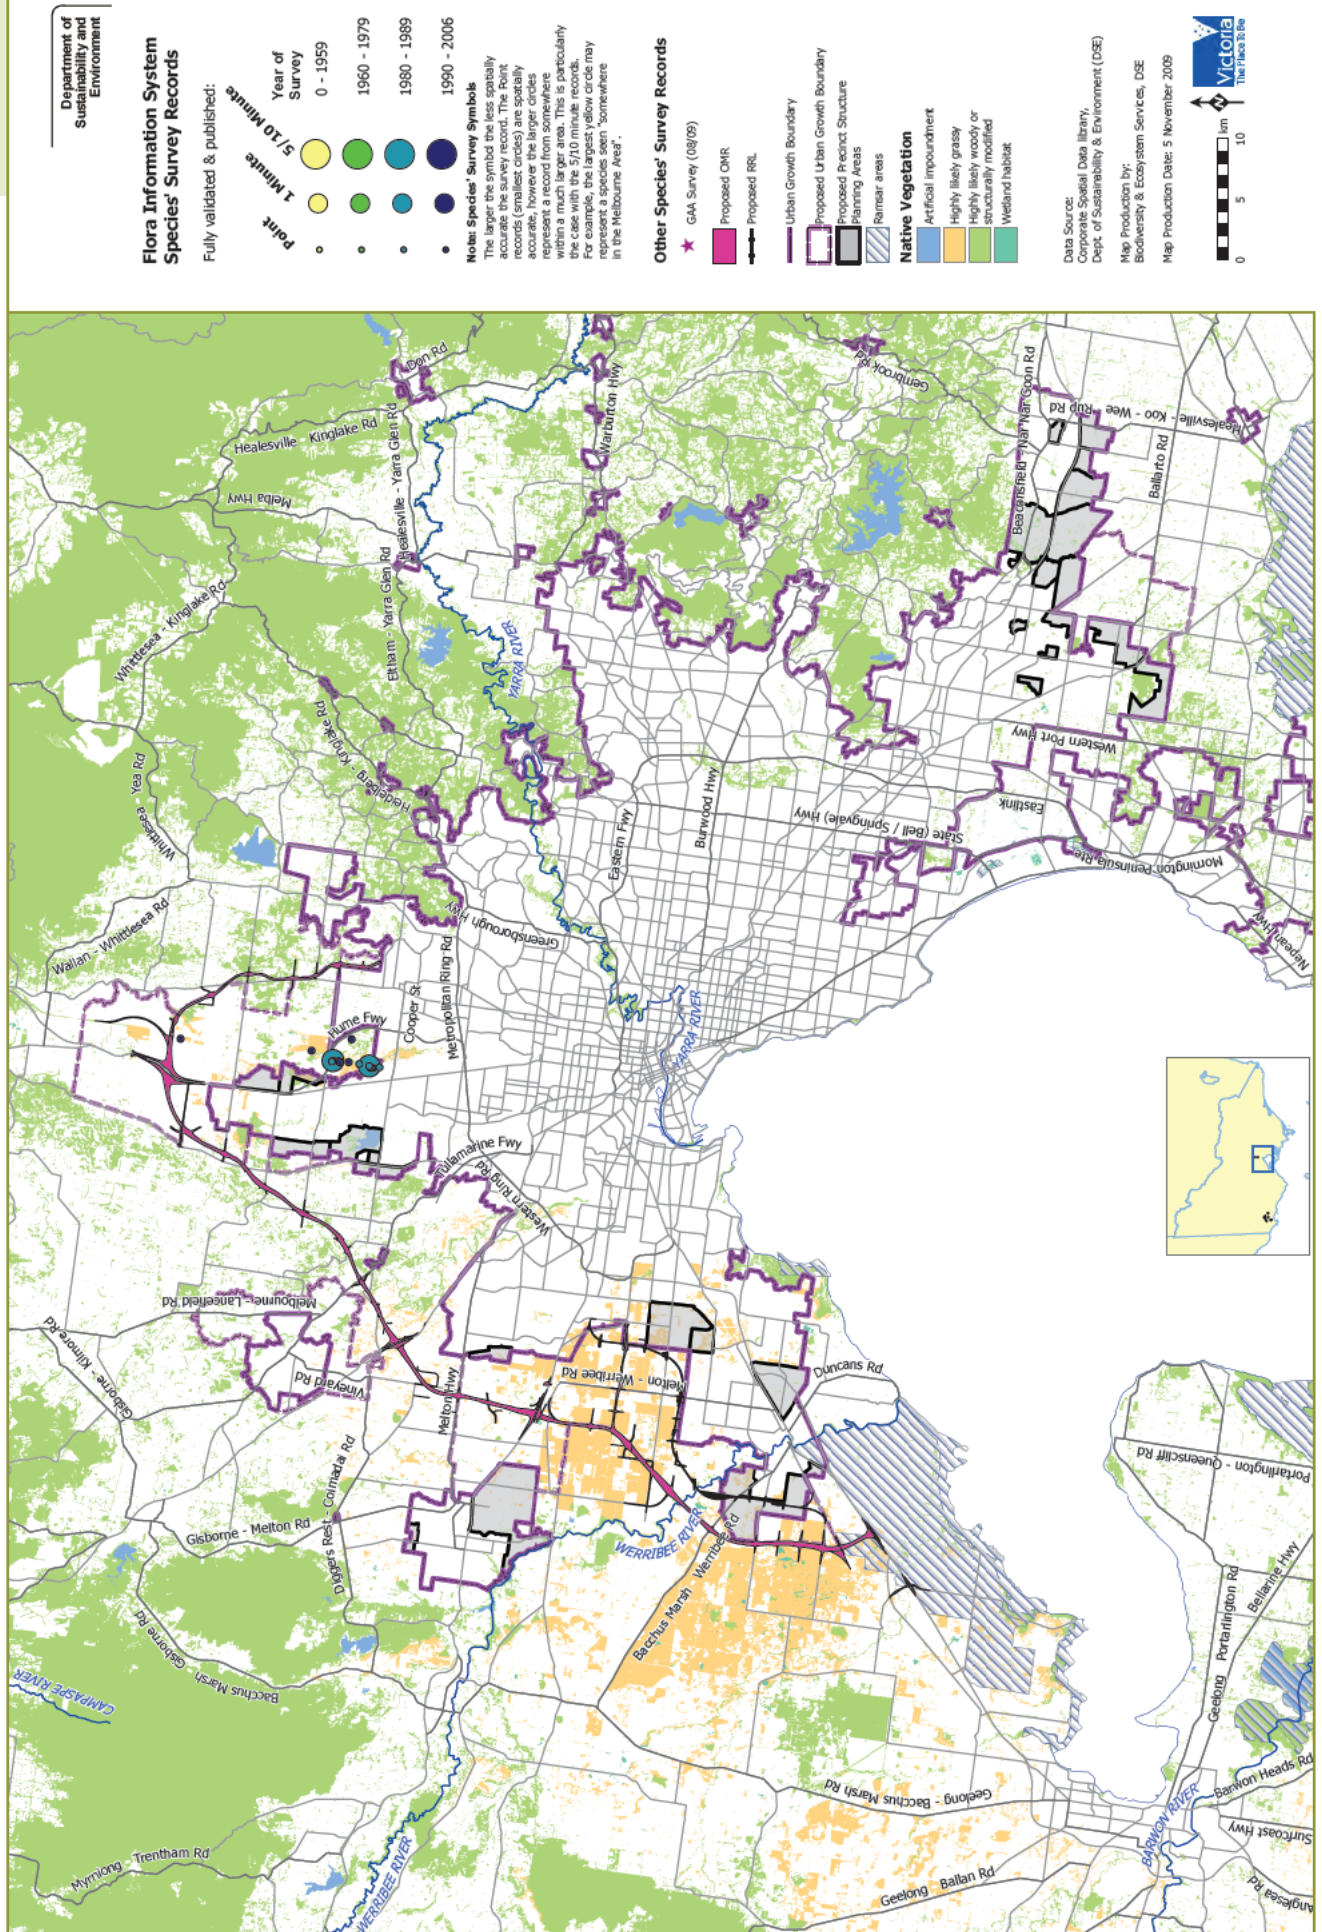 Department of
Sustainability and
Environment
Flora Information System
Species' Survey Records
Fully validated & published:
Point
1 Minute
5/10 Minute
Year of
Survey
0 - 1959
1960 - 1979
1980 - 1989
1990 - 2006
Note: Species' Survey Symbols
The larger the symbol the less spatially
accurate the survey record. The Point
records (smallest circles) are spatially
accurate, however the larger circles
represent a record from somewhere
within a much larger area. This is particularly
the case with the 5/10 minute records.
For example, the largest yellow circle may
represent a species seen "somewhere
in the Melbourne Area".
Other Species' Survey Records
GAA Survey (08/09)
Proposed OMR
Proposed RRL
Urban Growth Boundary
Proposed Urban Growth Boundary
Proposed Precinct Structure
Planning Areas
Ramsar areas
Native Vegetation
Artificial impoundment
Highly likely grassy
Highly likely woody or
structurally modified
Wetland habitat
Data Source:
Corporate Spatial Data library,
Dept. of Sustainability & Environment (DSE)
Map Production by:
Biodiversity & Ecosystem Services, DSE
Map Production Date: 5 November 2009
0 5 10
km
N
Victoria
The Place To Be
Don Rd
Healesville - Kinglake Rd
Melba Hwy
Healesville - Yarra Glen Rd
Eltham - Yarra Glen Rd
Whittlesea - Kinglake Rd
Heidelberg - Kinglake Rd
Whittlesea - Yea Rd
Wallan - Whittlesea Rd
YARRA RIVER
Warburton Hwy
Gembrook Rd
Beaconsfield - Nar Nar Goon Rd
Healesville - Koo - Wee - Rup Rd
Ballarto Rd
Western Port Hwy
Eastlink
State (Bell / Springvale) Hwy
Mornington Peninsula Rte
Nepean Hwy
Burwood Hwy
Eastern Fwy
Greensborough Hwy
Metropolitan Ring Rd
Cooper St
Hume Fwy
YARRA RIVER
Tullamarine Fwy
Western Ring Rd
Melbourne - Lancefield Rd
Gisborne - Kilmore Rd
Vineyard Rd
Melton Hwy
Melton - Werribee Rd
Duncans Rd
Diggers Rest - Coimadai Rd
Gisborne - Melton Rd
WERRIBEE RIVER
Bacchus Marsh Werribee Rd
Bacchus Marsh - Gisborne Rd
CAMPASPE RIVER
Myrniong Trentham Rd
WERRIBEE RIVER
Geelong - Bacchus Marsh Rd
Geelong Ballan Rd
Portarlington - Queenscliff Rd
Geelong Portarlington Rd
Bellarine Hwy
BARWON RIVER
Barwon Heads Rd
Surfcoast Hwy
Anglesea Rd